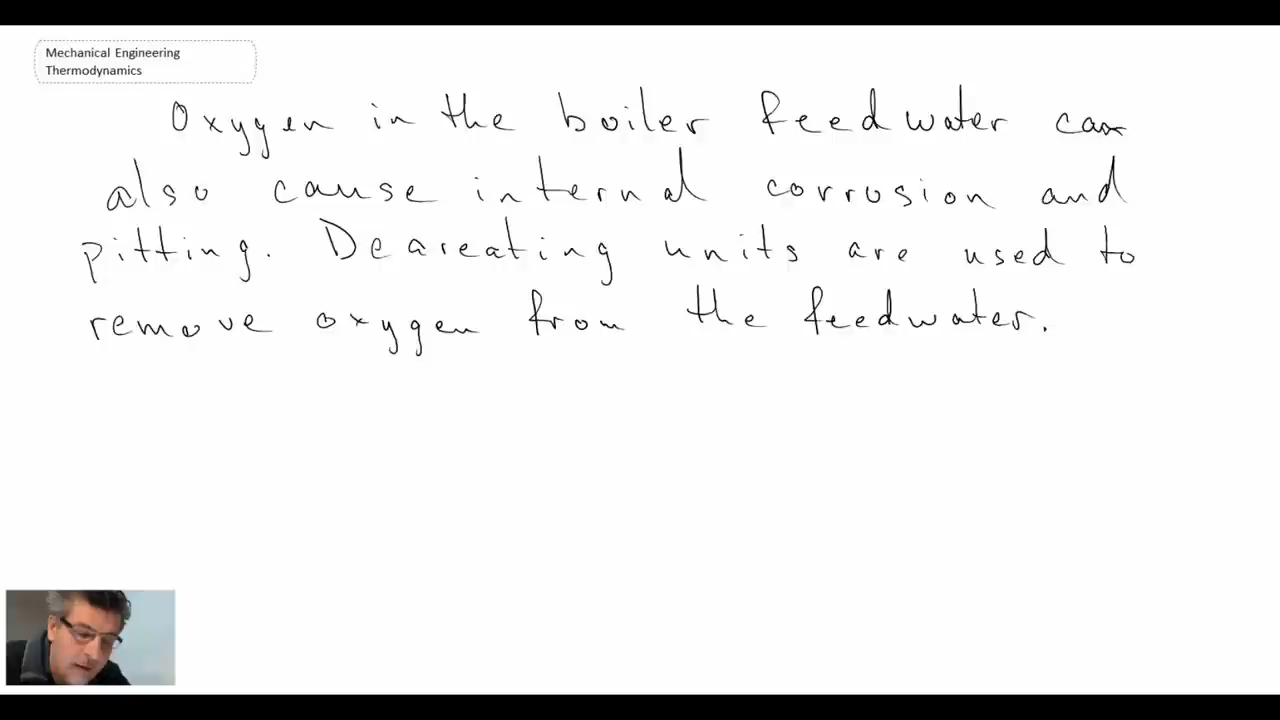 Mechanical Engineering
Thermodynamics
Oxygen in the boiler feedwater can
also cause internal corrosion and
pitting. Deareating units are used to
remove oxygen from the feedwater.